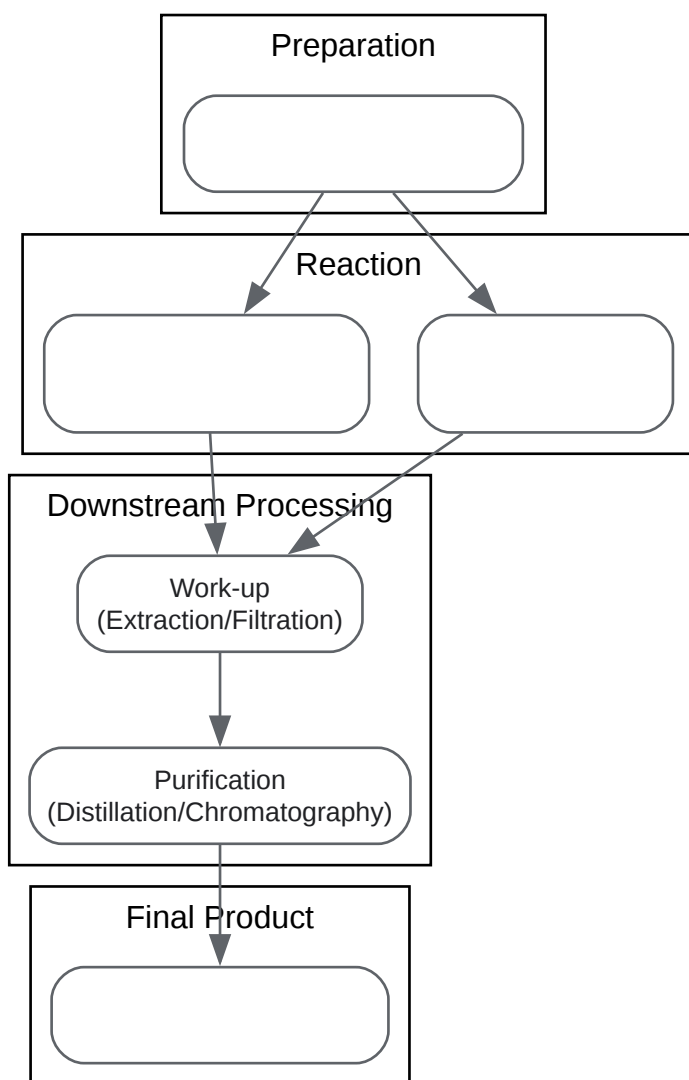 Preparation
Reaction
Downstream Processing
Work-up
(Extraction/Filtration)
Purification
(Distillation/Chromatography)
Final Product